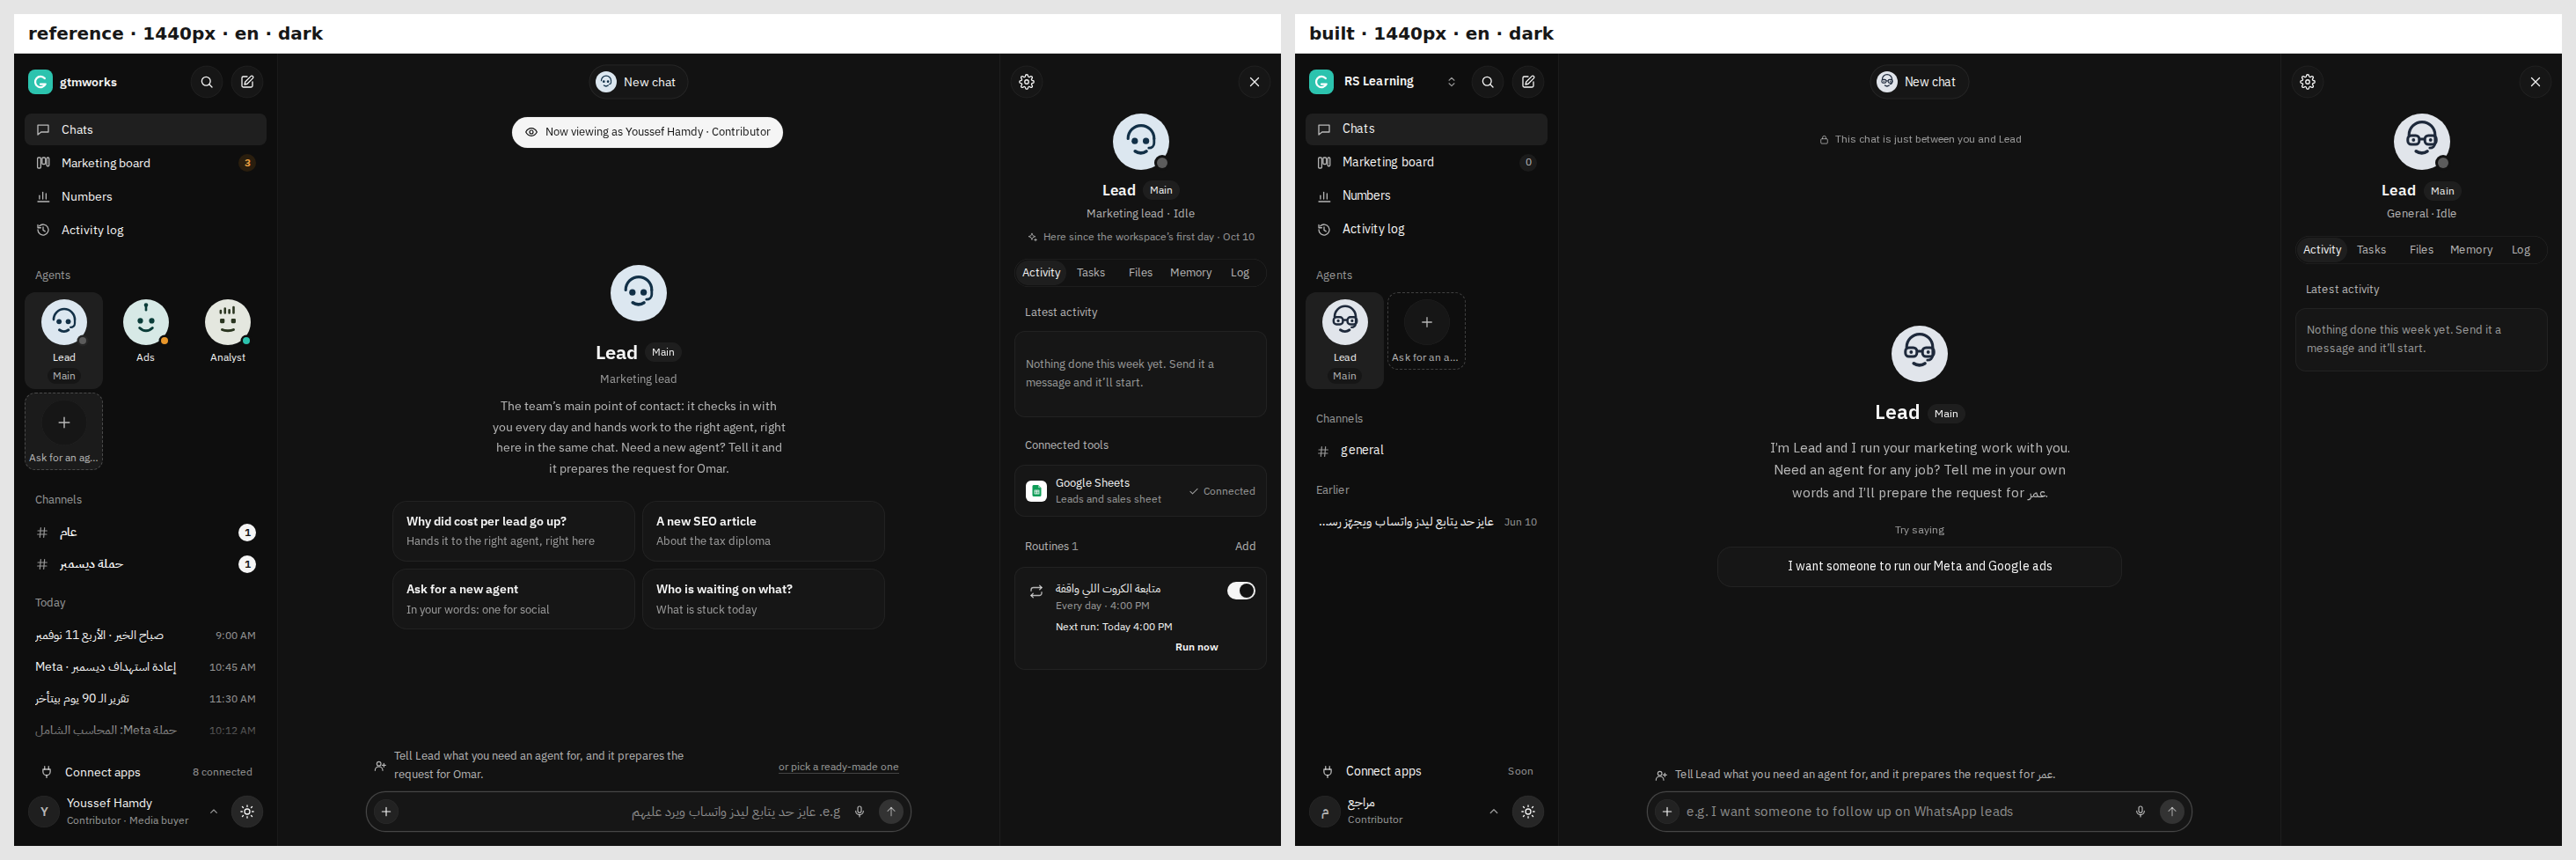 reference · 1440px · en · dark
gtmworks
Chats
Marketing board 3
Numbers
Activity log
Agents
Lead
Main
Ads
Analyst
Ask for an ag...
Channels
# عام 1
# حملة ديسمبر 1
Today
صباح الخير · الأربع 11 نوفمبر 9:00 AM
إعادة استهداف ديسمبر · Meta 10:45 AM
تقرير الـ 90 يوم بيتأخر 11:30 AM
حملة Meta: المحاسب الشامل 10:12 AM
Connect apps 8 connected
Y
Youssef Hamdy
Contributor · Media buyer
New chat
Now viewing as Youssef Hamdy · Contributor
Lead Main
Marketing lead
The team's main point of contact: it checks in with
you every day and hands work to the right agent, right
here in the same chat. Need a new agent? Tell it and
it prepares the request for Omar.
Why did cost per lead go up?
Hands it to the right agent, right here
A new SEO article
About the tax diploma
Ask for a new agent
In your words: one for social
Who is waiting on what?
What is stuck today
Tell Lead what you need an agent for, and it prepares the
request for Omar.
or pick a ready-made one
e.g. عايز حد يتابع ليدز واتساب ويرد عليهم
Lead Main
Marketing lead · Idle
Here since the workspace's first day · Oct 10
Activity Tasks Files Memory Log
Latest activity
Nothing done this week yet. Send it a
message and it'll start.
Connected tools
Google Sheets
Leads and sales sheet
Connected
Routines 1 Add
متابعة الكروت اللي واقفة
Every day · 4:00 PM
Next run: Today 4:00 PM
Run now
built · 1440px · en · dark
RS Learning
Chats
Marketing board 0
Numbers
Activity log
Agents
Lead
Main
Ask for an a...
Channels
# general
Earlier
عايز حد يتابع ليدز واتساب ويجهّز رسـ... Jun 10
Connect apps Soon
م
مراجع
Contributor
New chat
This chat is just between you and Lead
Lead Main
I'm Lead and I run your marketing work with you.
Need an agent for any job? Tell me in your own
words and I'll prepare the request for عمر.
Try saying
I want someone to run our Meta and Google ads
Tell Lead what you need an agent for, and it prepares the request for عمر.
e.g. I want someone to follow up on WhatsApp leads
Lead Main
General · Idle
Activity Tasks Files Memory Log
Latest activity
Nothing done this week yet. Send it a
message and it'll start.